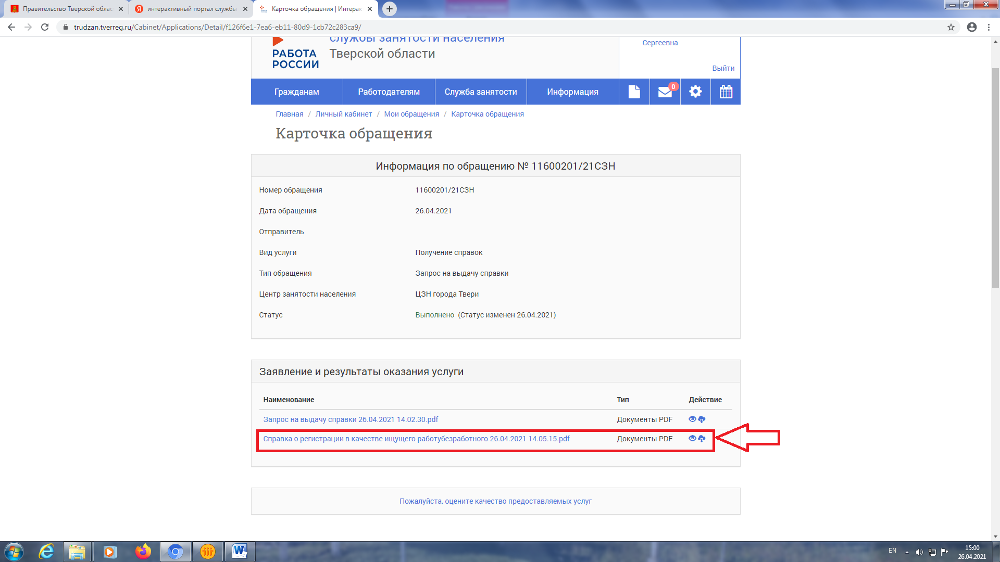 Правительство Тверской облас
интерактивный портал службы
Карточка обращения | Интерак
trudzan.tverreg.ru/Cabinet/Applications/Detail/f126f6e1-7ea6-eb11-80d9-1cb72c283ca9/
службы занятости населения
Тверской области
РАБОТА
РОССИИ
Сергеевна
Выйти
Гражданам
Работодателям
Служба занятости
Информация
0
Главная / Личный кабинет / Мои обращения / Карточка обращения
Карточка обращения
Информация по обращению № 11600201/21СЗН
Номер обращения 11600201/21СЗН
Дата обращения 26.04.2021
Отправитель
Вид услуги Получение справок
Тип обращения Запрос на выдачу справки
Центр занятости населения ЦЗН города Твери
Статус Выполнено (Статус изменен 26.04.2021)
Заявление и результаты оказания услуги
Наименование Тип Действие
Запрос на выдачу справки 26.04.2021 14.02.30.pdf Документы PDF
Справка о регистрации в качестве ищущего работубезработного 26.04.2021 14.05.15.pdf Документы PDF
Пожалуйста, оцените качество предоставляемых услуг
EN
15:00
26.04.2021